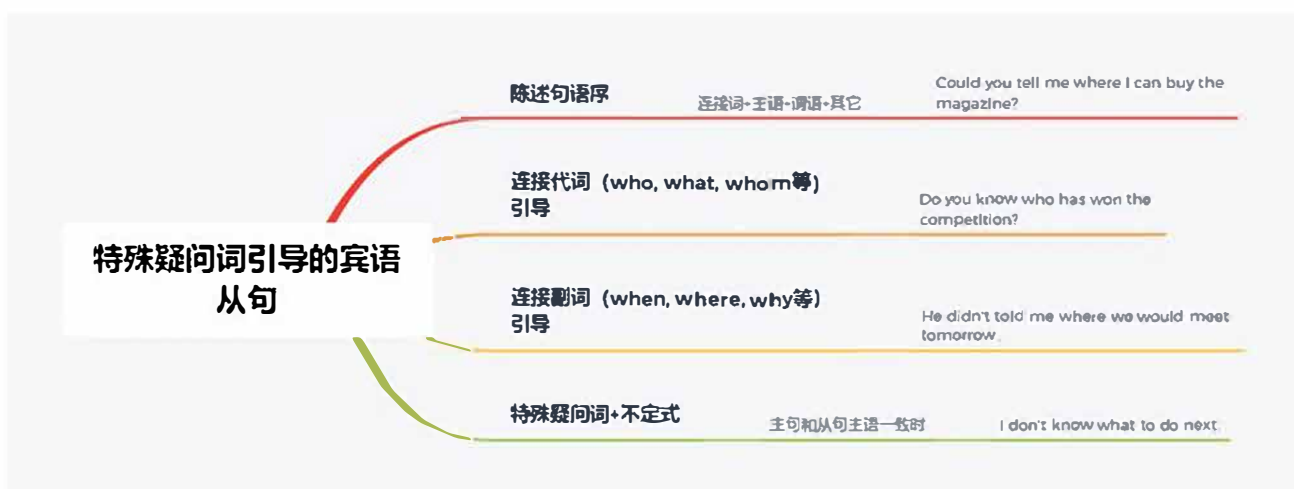 特殊疑问词引导的宾语
从句
陈述句语序
连接词+主语+谓语+其它
Could you tell me where I can buy the
magazine?
连接代词（who, what, whom等）
引导
Do you know who has won the
competition?
连接副词（when, where, why等）
引导
He didn't told me where we would meet
tomorrow.
特殊疑问词+不定式
主句和从句主语一致时
I don't know what to do next.